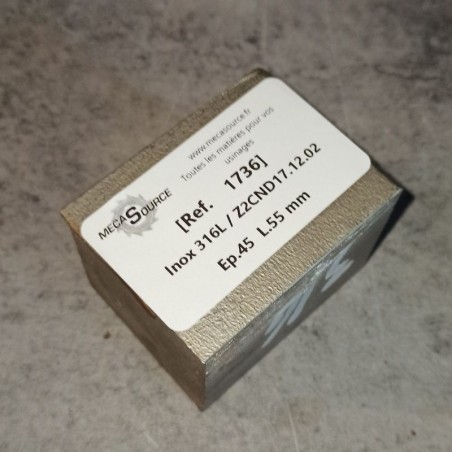 MECASOURCE
www.mecasource.fr
Toutes les matières pour vos
usinages
[Ref. 1736]
Inox 316L / Z2CND17.12.02
Ep.45 L.55 mm